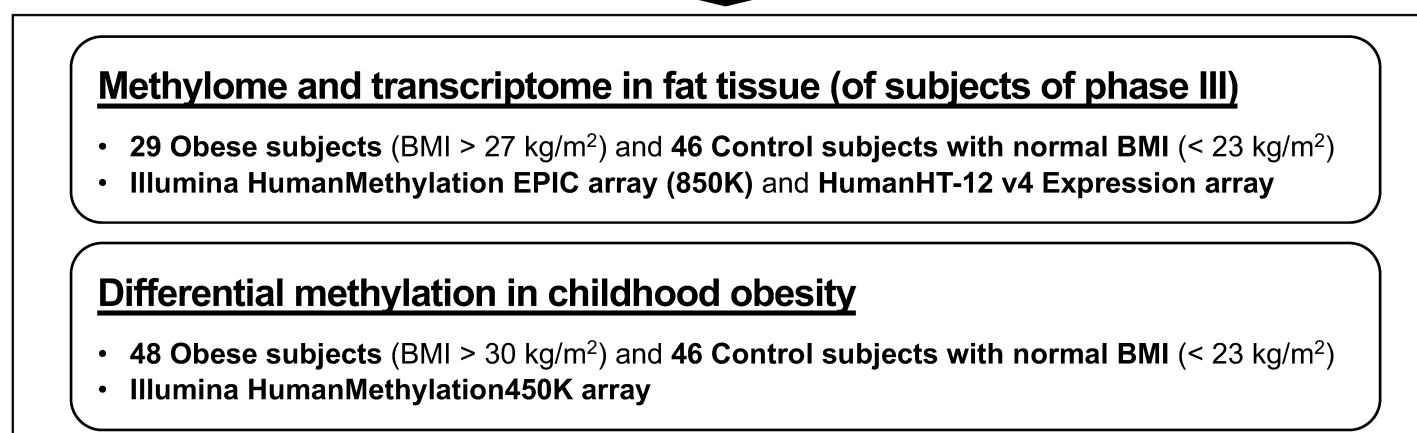 Methylome and transcriptome in fat tissue (of subjects of phase III)
• 29 Obese subjects (BMI > 27 kg/m²) and 46 Control subjects with normal BMI (< 23 kg/m²)
• Illumina HumanMethylation EPIC array (850K) and HumanHT-12 v4 Expression array
Differential methylation in childhood obesity
• 48 Obese subjects (BMI > 30 kg/m²) and 46 Control subjects with normal BMI (< 23 kg/m²)
• Illumina HumanMethylation450K array